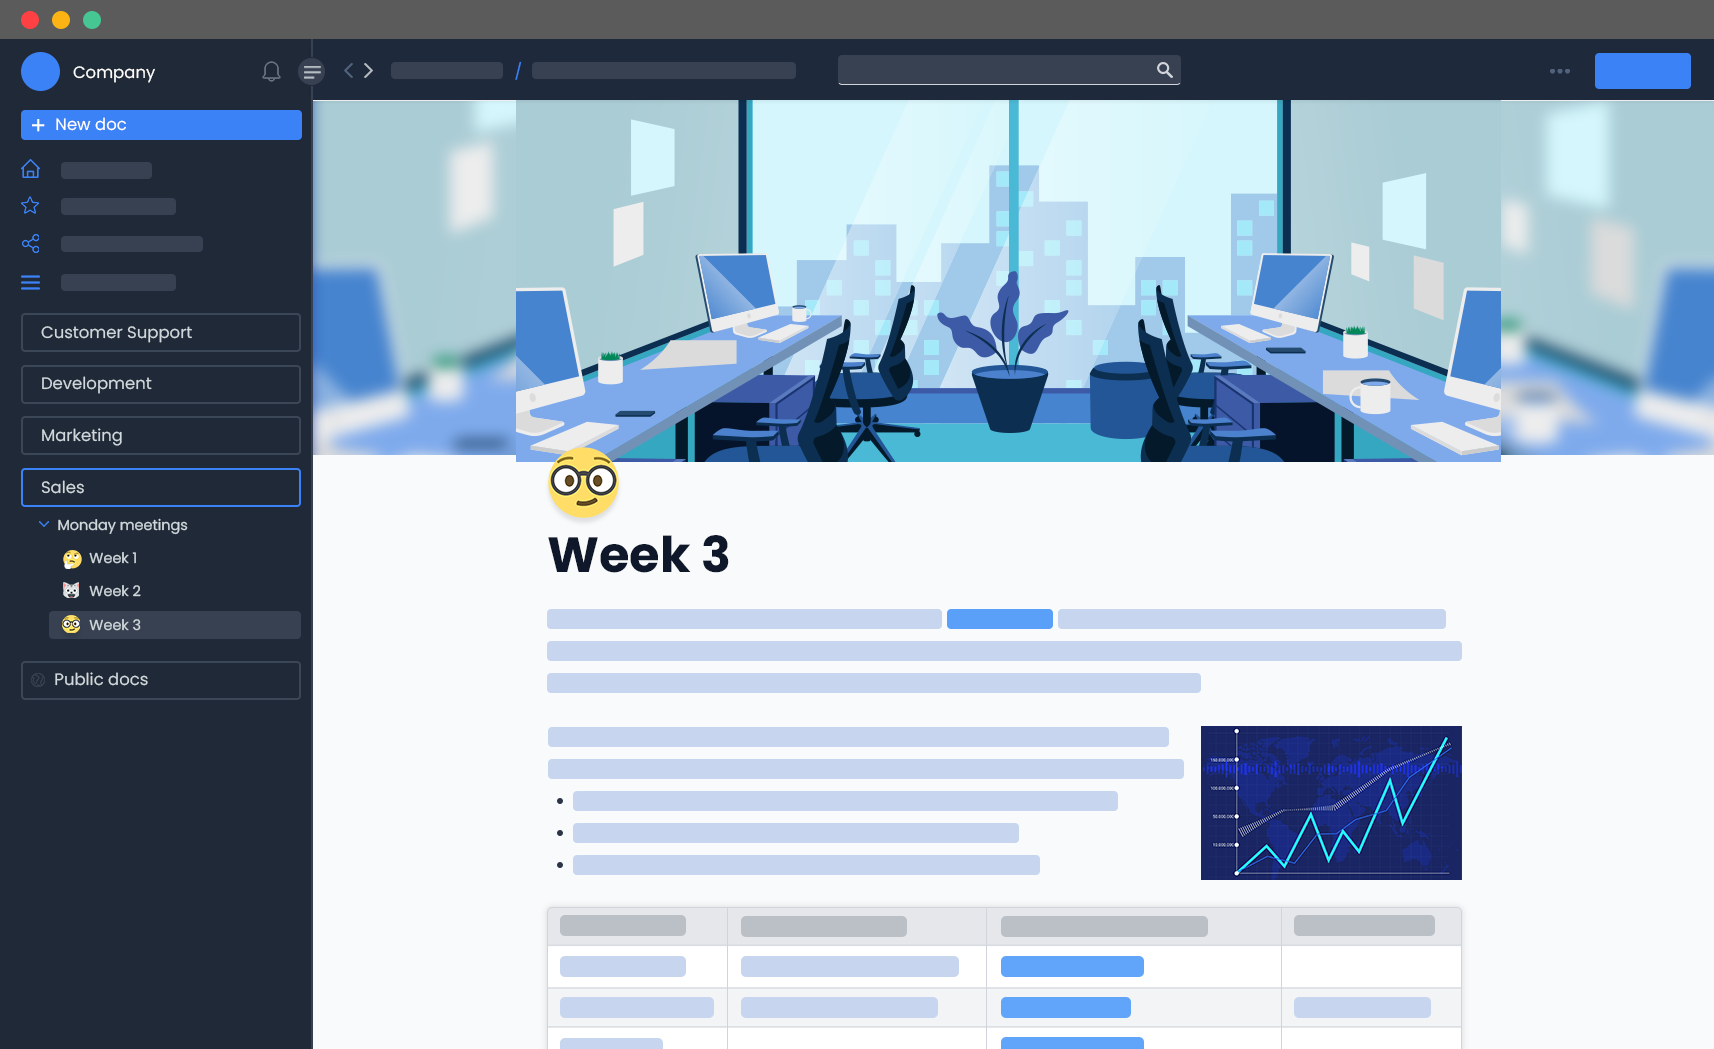 Company
New doc
Customer Support
Development
Marketing
Sales
Monday meetings
Week 1
Week 2
Week 3
Public docs
/
Week 3